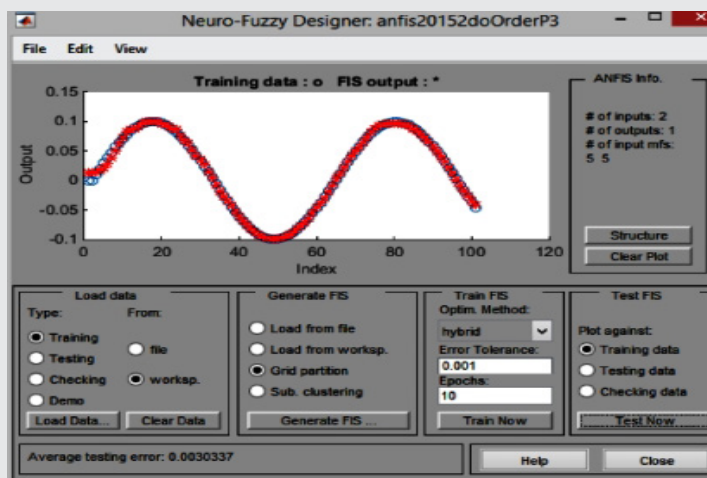 Neuro-Fuzzy Designer: anfis20152doOrderP3
File Edit View
Training data : o FIS output : *
0.15
0.1
0.05
0
-0.05
-0.1
Output
0 20 40 60 80 100 120
Index
ANFIS Info.
# of inputs: 2
# of outputs: 1
# of input mfs:
5 5
Structure
Clear Plot
Load data
Type: From:
Training
Testing
Checking
Demo
file
worksp.
Load Data... Clear Data
Generate FIS
Load from file
Load from worksp.
Grid partition
Sub. clustering
Generate FIS ...
Train FIS
Optim. Method:
hybrid
Error Tolerance:
0.001
Epochs:
10
Train Now
Test FIS
Plot against:
Training data
Testing data
Checking data
Test Now
Average testing error: 0.0030337
Help Close